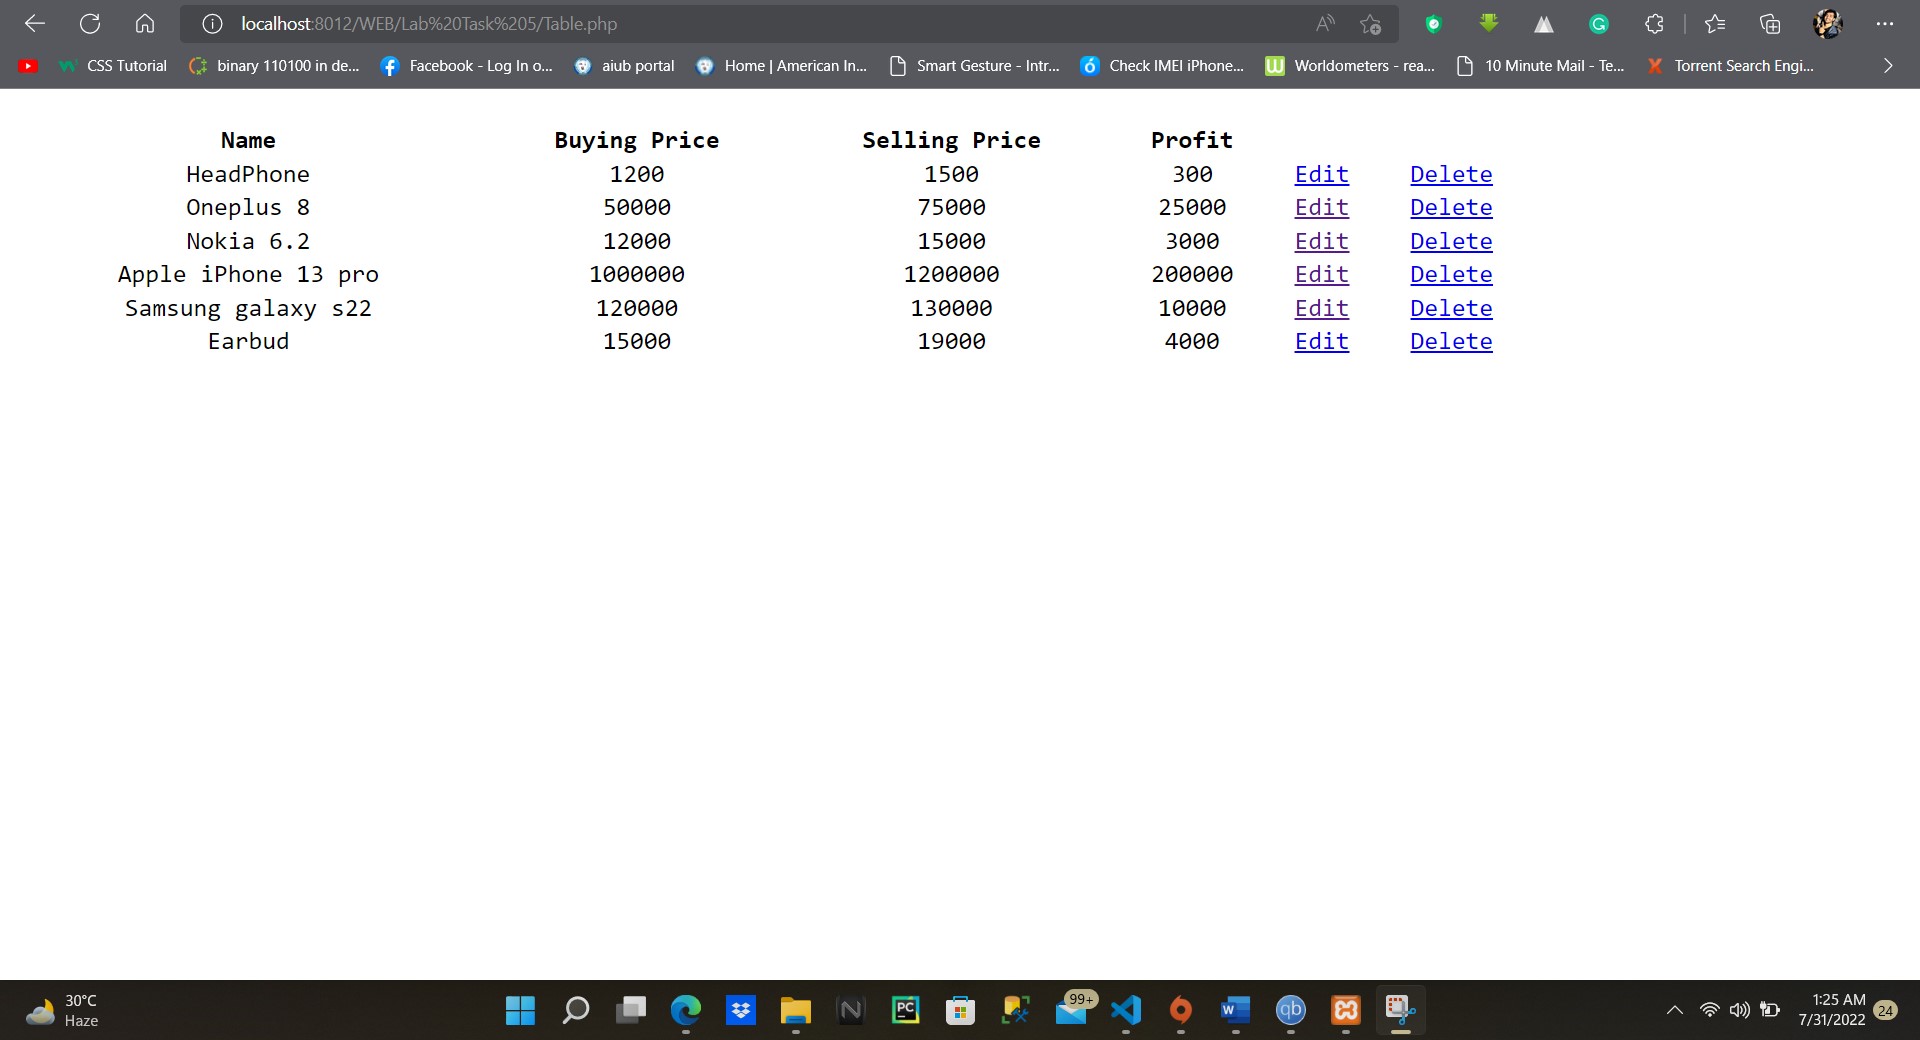 localhost:8012/WEB/Lab%20Task%205/Table.php
CSS Tutorial binary 110100 in de... Facebook - Log In o... aiub portal Home | American In... Smart Gesture - Intr... Check IMEI iPhone... Worldometers - rea... 10 Minute Mail - Te... Torrent Search Engi...
Name Buying Price Selling Price Profit
HeadPhone 1200 1500 300 Edit Delete
Oneplus 8 50000 75000 25000 Edit Delete
Nokia 6.2 12000 15000 3000 Edit Delete
Apple iPhone 13 pro 1000000 1200000 200000 Edit Delete
Samsung galaxy s22 120000 130000 10000 Edit Delete
Earbud 15000 19000 4000 Edit Delete
30°C
Haze
99+
1:25 AM
7/31/2022
24